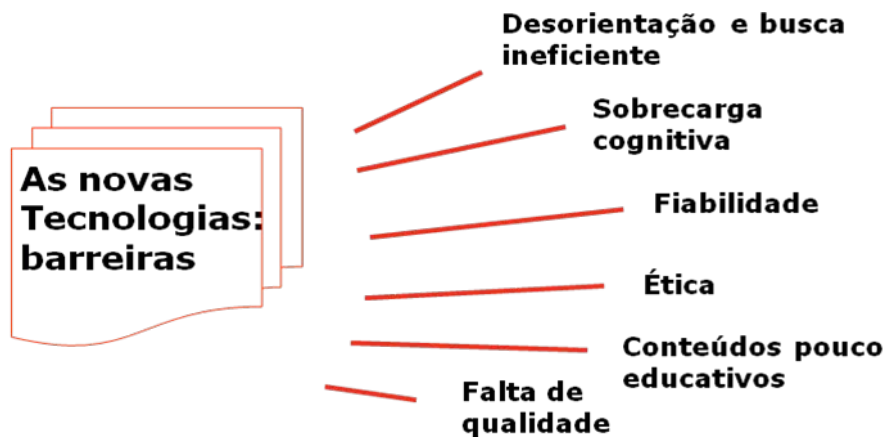 As novas
Tecnologias:
barreiras
Desorientação e busca
ineficiente
Sobrecarga
cognitiva
Fiabilidade
Ética
Conteúdos pouco
educativos
Falta de
qualidade